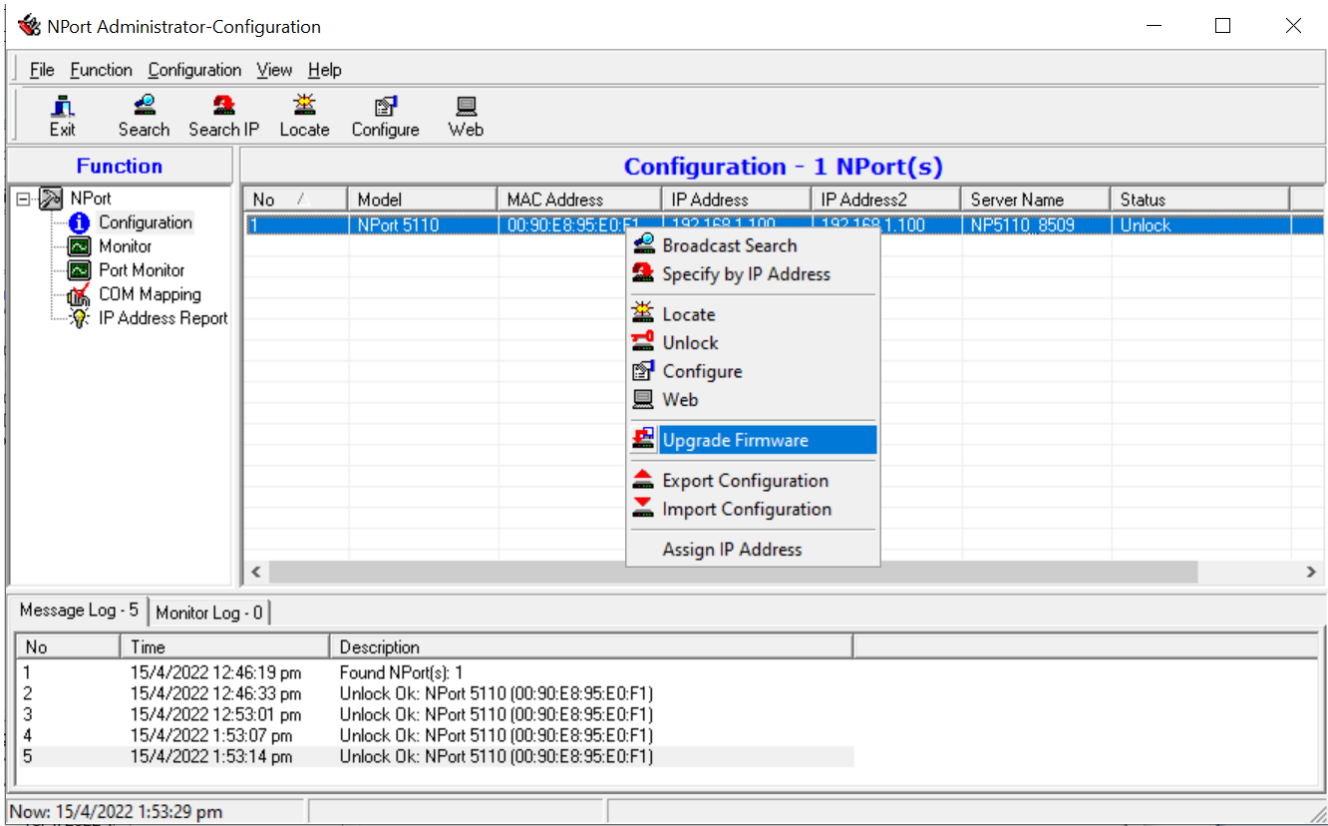 NPort Administrator-Configuration
File Function Configuration View Help
Exit Search Search IP Locate Configure Web
Function
Configuration - 1 NPort(s)
NPort
Configuration
Monitor
Port Monitor
COM Mapping
IP Address Report
No Model MAC Address IP Address IP Address2 Server Name Status
1 NPort 5110 00:90:E8:95:E0:F1 192.168.1.100 192.168.1.100 NP5110_8509 Unlock
Broadcast Search
Specify by IP Address
Locate
Unlock
Configure
Web
Upgrade Firmware
Export Configuration
Import Configuration
Assign IP Address
Message Log - 5 Monitor Log - 0
No Time Description
1 15/4/2022 12:46:19 pm Found NPort(s): 1
2 15/4/2022 12:46:33 pm Unlock Ok: NPort 5110 (00:90:E8:95:E0:F1)
3 15/4/2022 12:53:01 pm Unlock Ok: NPort 5110 (00:90:E8:95:E0:F1)
4 15/4/2022 1:53:07 pm Unlock Ok: NPort 5110 (00:90:E8:95:E0:F1)
5 15/4/2022 1:53:14 pm Unlock Ok: NPort 5110 (00:90:E8:95:E0:F1)
Now: 15/4/2022 1:53:29 pm